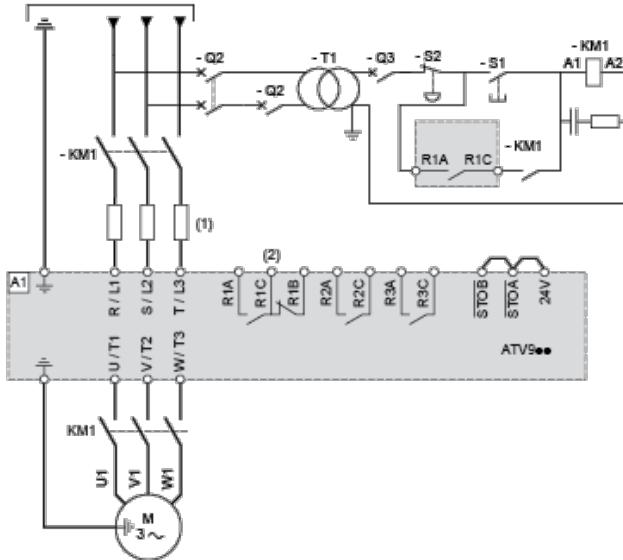 - Q2 - T1 - Q3 - S2 - S1 - KM1
A1 A2
- Q2
- KM1
R1A R1C
- KM1
(1)
(2)
A1
R / L1
S / L2
T / L3
R1A
R1C
R1B
R2A
R2C
R3A
R3C
STOB
STOA
24V
U / T1
V / T2
W / T3
ATV9●●
KM1
U1
V1
W1
M
3 ~